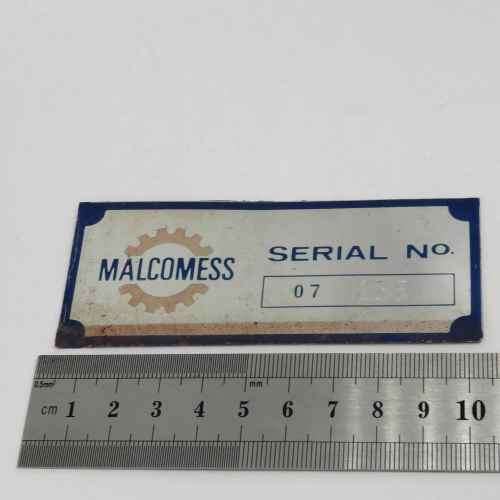 MALCOMESS
SERIAL NO.
07
0.5mm
mm
cm 1 2 3 4 5 6 7 8 9 10